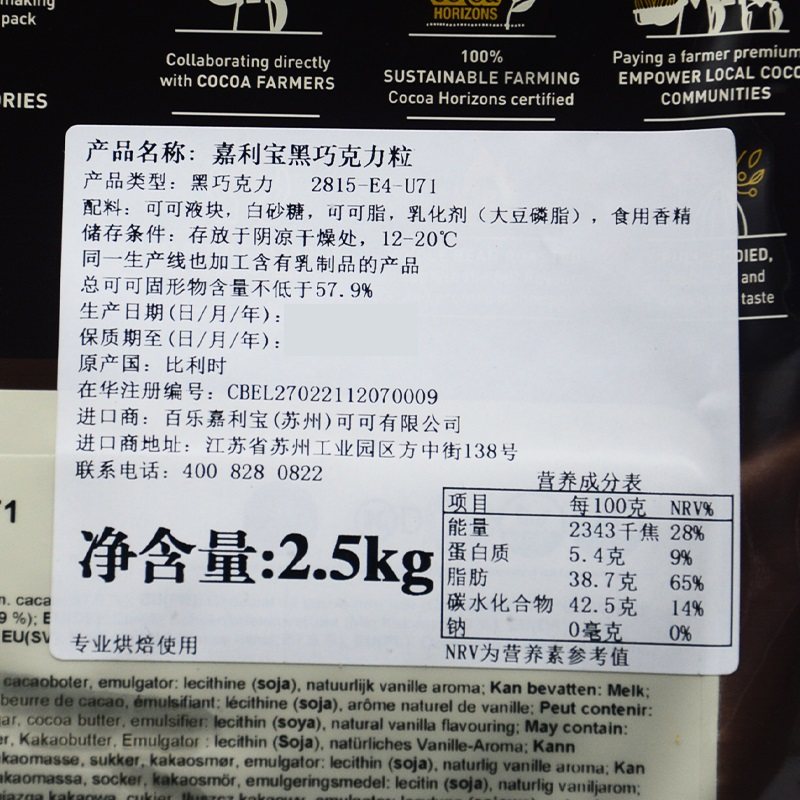 making
pack
HORIZONS
Collaborating directly
with COCOA FARMERS
100%
SUSTAINABLE FARMING
Cocoa Horizons certified
Paying a farmer premium
EMPOWER LOCAL COCO
COMMUNITIES
ORIES
产品名称: 嘉利宝黑巧克力粒
产品类型: 黑巧克力 2815-E4-U71
配料: 可可液块, 白砂糖, 可可脂, 乳化剂 (大豆磷脂) , 食用香精
储存条件: 存放于阴凉干燥处, 12-20℃
同一生产线也加工含有乳制品的产品
总可可固形物含量不低于57.9%
生产日期(日/月/年):
保质期至(日/月/年):
原产国: 比利时
在华注册编号: CBEL27022112070009
进口商: 百乐嘉利宝(苏州)可可有限公司
进口商地址: 江苏省苏州工业园区方中街138号
联系电话: 400 828 0822
净含量:2.5kg
专业烘焙使用
营养成分表
项目 每100克 NRV%
能量 2343千焦 28%
蛋白质 5.4克 9%
脂肪 38.7克 65%
碳水化合物 42.5克 14%
钠 0毫克 0%
NRV为营养素参考值
DIED,
and
taste
71
n. caca
9 %); E
EU(SV
cacaoboter, emulgator: lecithine (soja), natuurlijk vanille aroma; Kan bevatten: Melk;
beurre de cacao, émulsifiant: lécithine (soja), arôme naturel de vanille; Peut contenir:
gar, cocoa butter, emulsifier: lecithin (soya), natural vanilla flavouring; May contain:
er, Kakaobutter, Emulgator : lecithin (Soja), natürliches Vanille-Aroma; Kann
kaomasse, sukker, kakaosmør, emulgator: lecithin (soja), naturlig vanille aroma; Kan
kaomassa, socker, kakaosmör, emulgeringsmedel: lecitin (soja), naturlig vaniljarom;